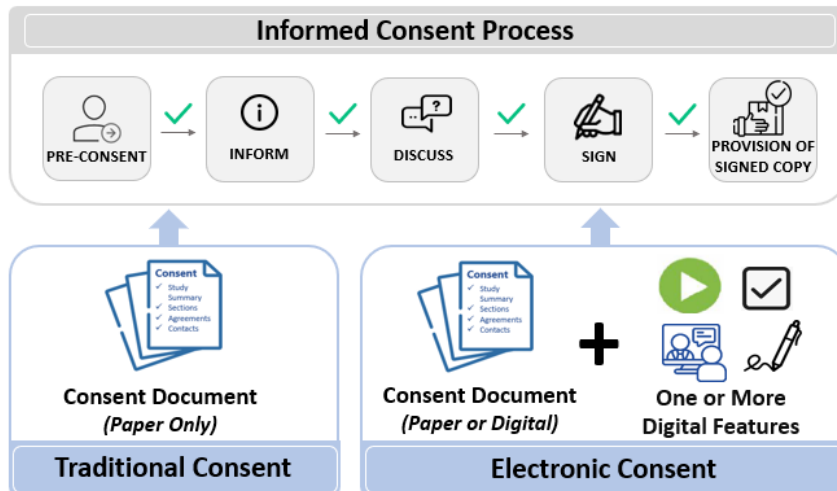 Informed Consent Process
PRE-CONSENT
INFORM
DISCUSS
SIGN
PROVISION OF
SIGNED COPY
Consent
✓ Study
Summary
✓ Sections
✓ Agreements
✓ Contacts
Consent Document
(Paper Only)
Traditional Consent
Consent
✓ Study
Summary
✓ Sections
✓ Agreements
✓ Contacts
Consent Document
(Paper or Digital)
+
One or More
Digital Features
Electronic Consent